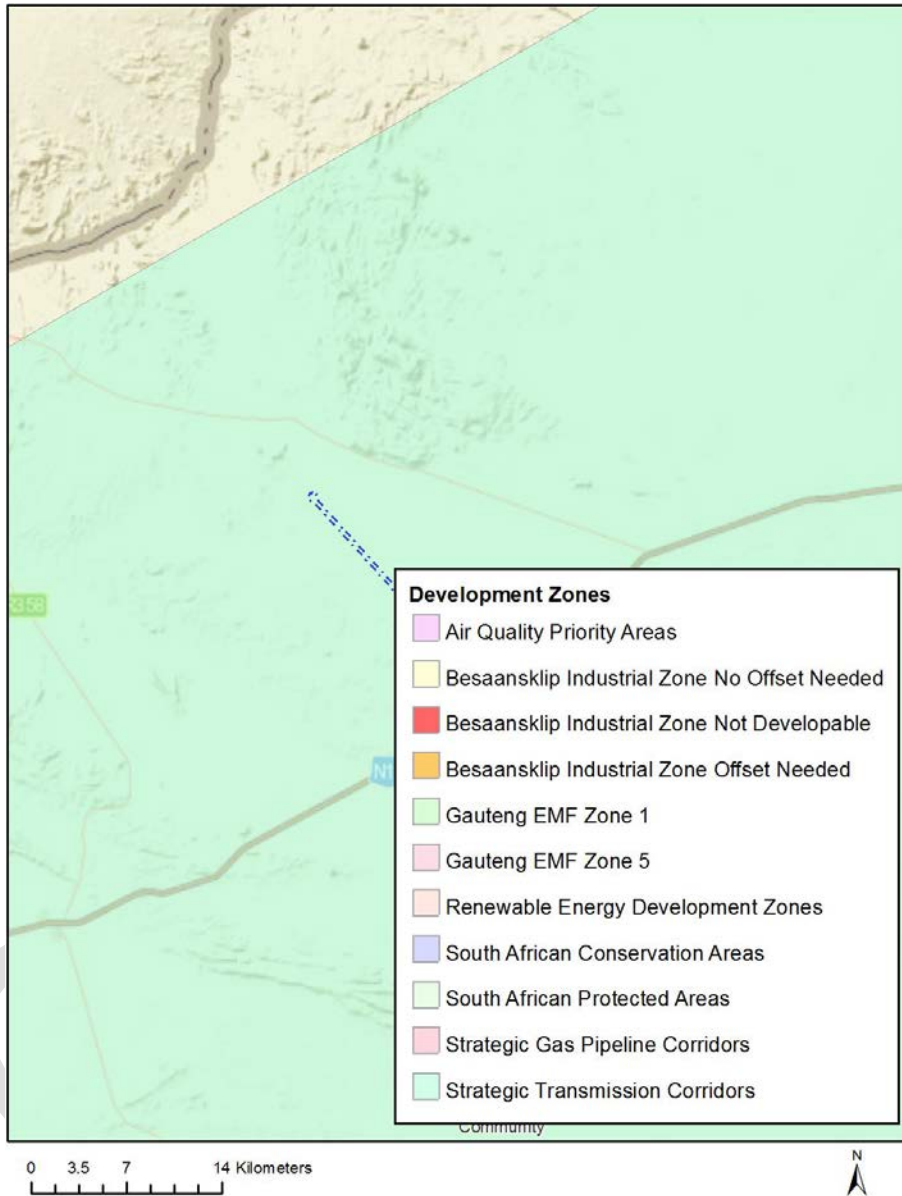 R358
N1
Development Zones
Air Quality Priority Areas
Besaansklip Industrial Zone No Offset Needed
Besaansklip Industrial Zone Not Developable
Besaansklip Industrial Zone Offset Needed
Gauteng EMF Zone 1
Gauteng EMF Zone 5
Renewable Energy Development Zones
South African Conservation Areas
South African Protected Areas
Strategic Gas Pipeline Corridors
Strategic Transmission Corridors
Community
0 3.5 7 14 Kilometers
N